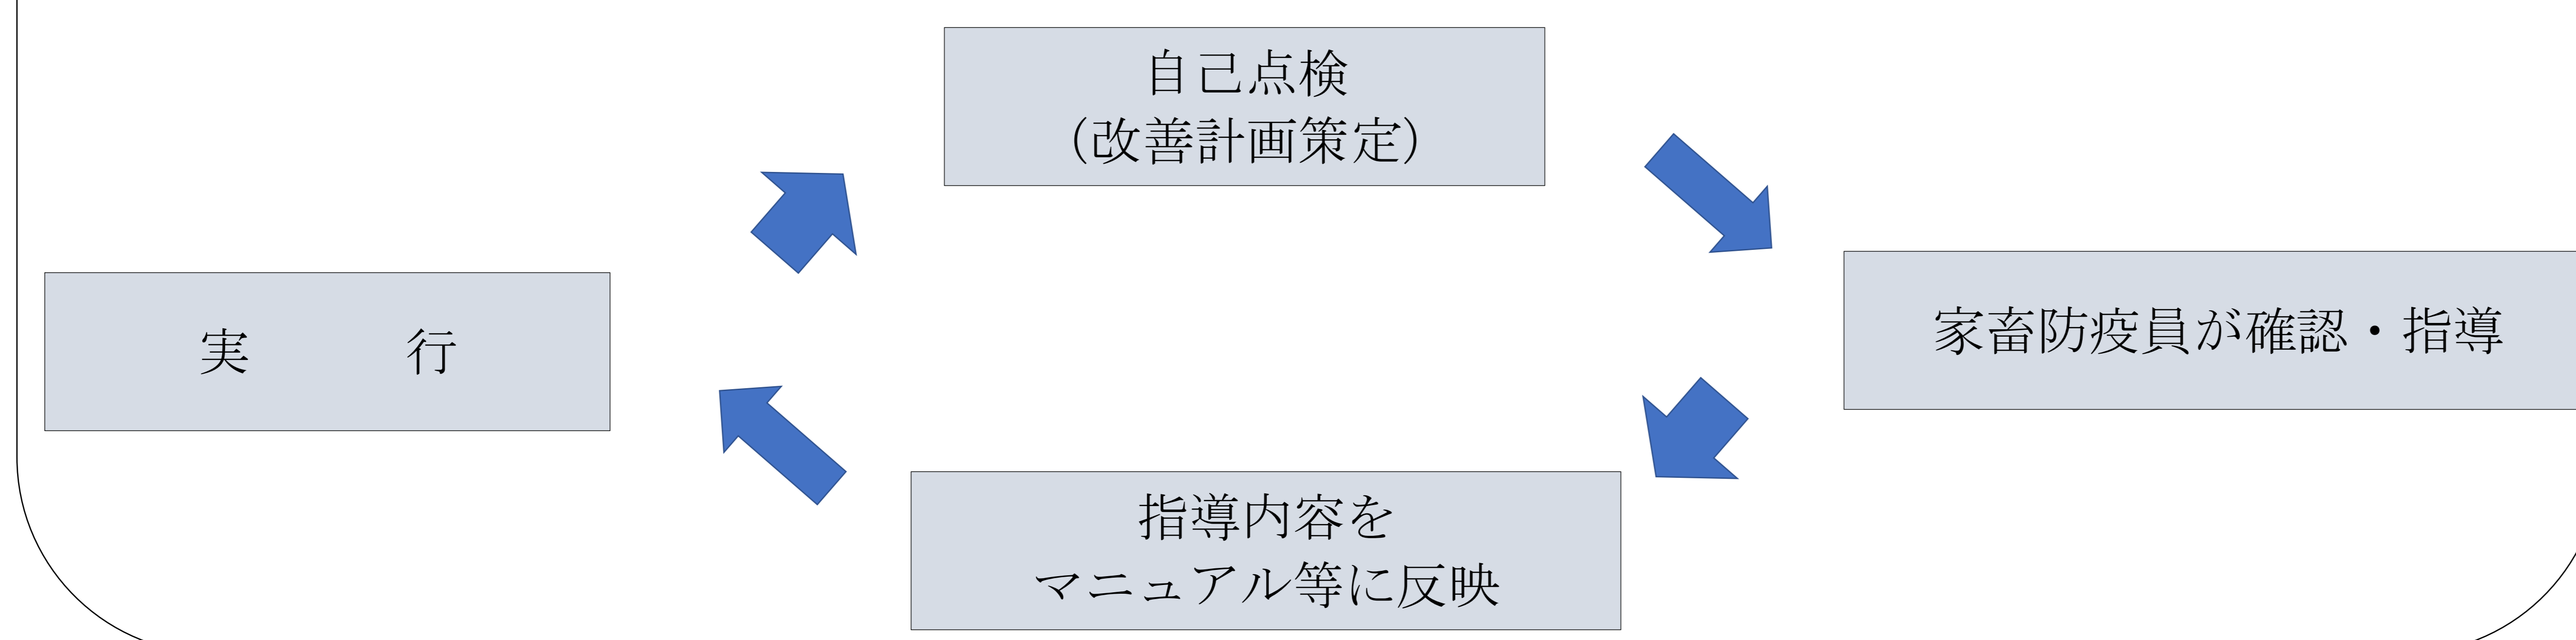 自己点検
（改善計画策定）
家畜防疫員が確認・指導
実　　　行
指導内容を
マニュアル等に反映